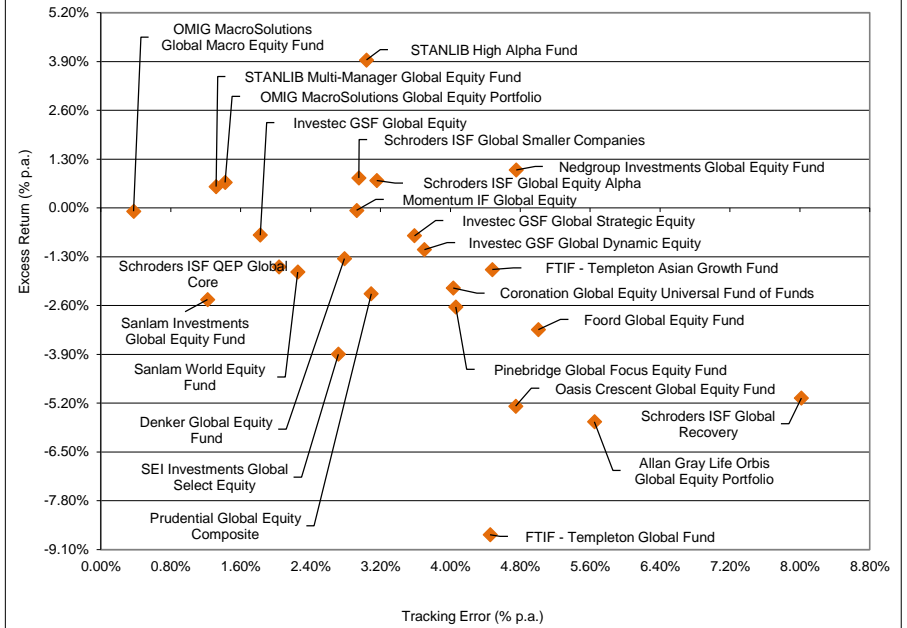 5.20%
3.90%
2.60%
1.30%
0.00%
-1.30%
-2.60%
-3.90%
-5.20%
-6.50%
-7.80%
-9.10%
Excess Return (% p.a.)
OMIG MacroSolutions
Global Macro Equity Fund
STANLIB High Alpha Fund
STANLIB Multi-Manager Global Equity Fund
OMIG MacroSolutions Global Equity Portfolio
Investec GSF Global Equity
Schroders ISF Global Smaller Companies
Nedgroup Investments Global Equity Fund
Schroders ISF Global Equity Alpha
Momentum IF Global Equity
Investec GSF Global Strategic Equity
Investec GSF Global Dynamic Equity
Schroders ISF QEP Global
Core
FTIF - Templeton Asian Growth Fund
Coronation Global Equity Universal Fund of Funds
Sanlam Investments
Global Equity Fund
Foord Global Equity Fund
Sanlam World Equity
Fund
Pinebridge Global Focus Equity Fund
Oasis Crescent Global Equity Fund
Denker Global Equity
Fund
Schroders ISF Global
Recovery
SEI Investments Global
Select Equity
Allan Gray Life Orbis
Global Equity Portfolio
Prudential Global Equity
Composite
FTIF - Templeton Global Fund
0.00% 0.80% 1.60% 2.40% 3.20% 4.00% 4.80% 5.60% 6.40% 7.20% 8.00% 8.80%
Tracking Error (% p.a.)